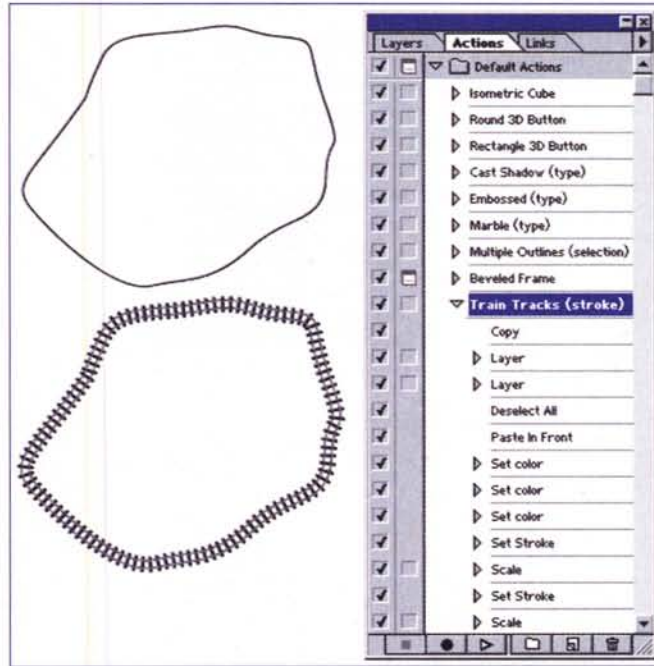 Layers Actions Links
Default Actions
Isometric Cube
Round 3D Button
Rectangle 3D Button
Cast Shadow (type)
Embossed (type)
Marble (type)
Multiple Outlines (selection)
Beveled Frame
Train Tracks (stroke)
Copy
Layer
Layer
Deselect All
Paste In Front
Set color
Set color
Set color
Set Stroke
Scale
Set Stroke
Scale